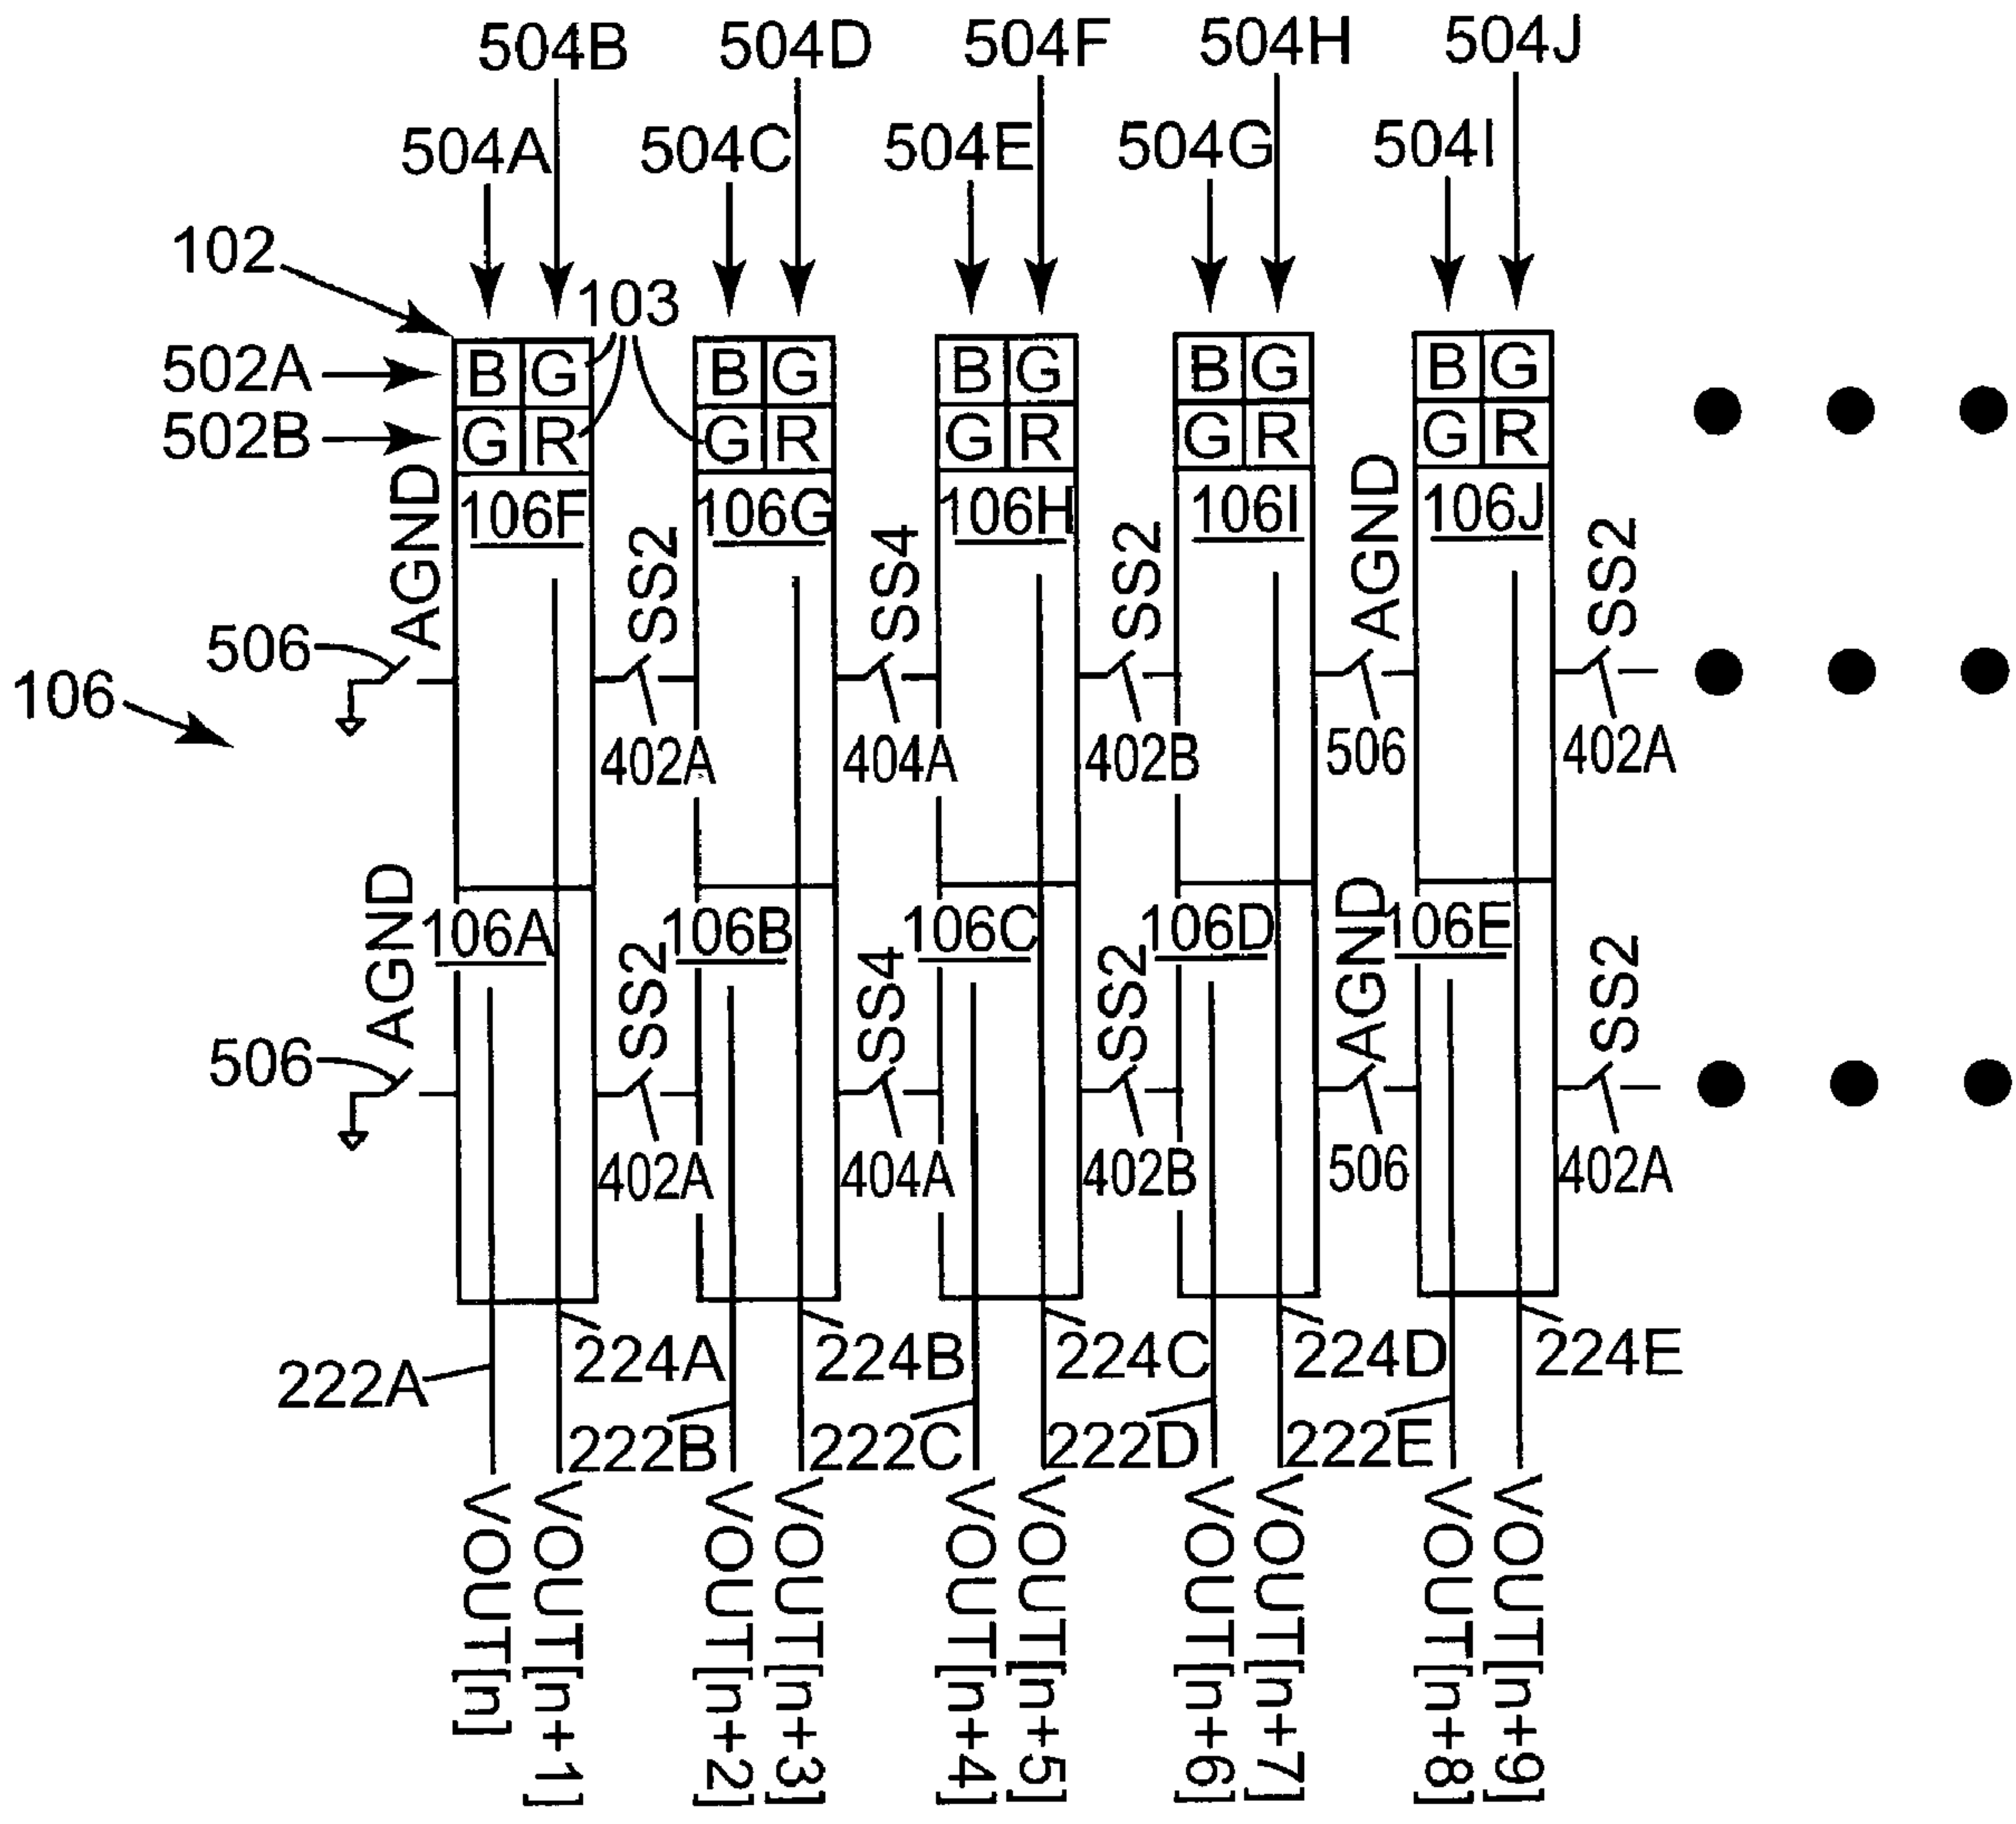 504B 504D 504F 504H 504J
504A 504C 504E 504G 504I
102 103
502A B G B G B G B G B G
502B G R G R G R G R G R
106F 106G 106H 106I 106J
AGND SS2 SS4 SS2 AGND SS2
506
106
402A 404A 402B 506 402A
106A 106B 106C 106D 106E
AGND SS2 SS4 SS2 AGND SS2
506
402A 404A 402B 506 402A
222A 224A 224B 224C 224D 224E
222B 222C 222D 222E
VOUT[n]
VOUT[n+1]
VOUT[n+2]
VOUT[n+3]
VOUT[n+4]
VOUT[n+5]
VOUT[n+6]
VOUT[n+7]
VOUT[n+8]
VOUT[n+9]